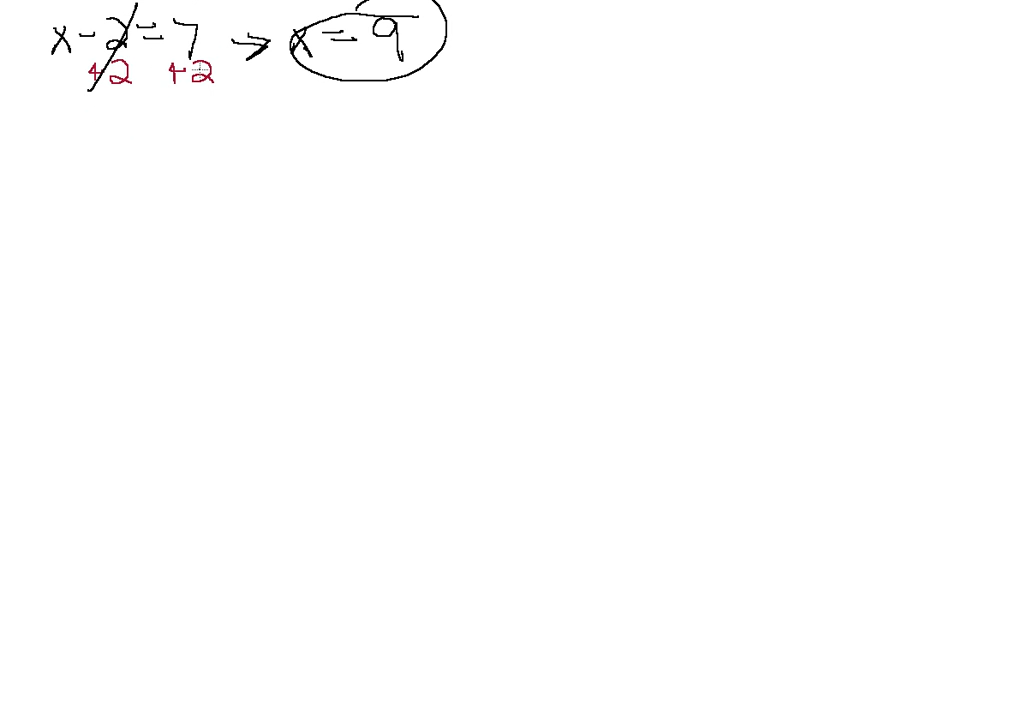 x - 2 = 7 → x = 9
+2 +2